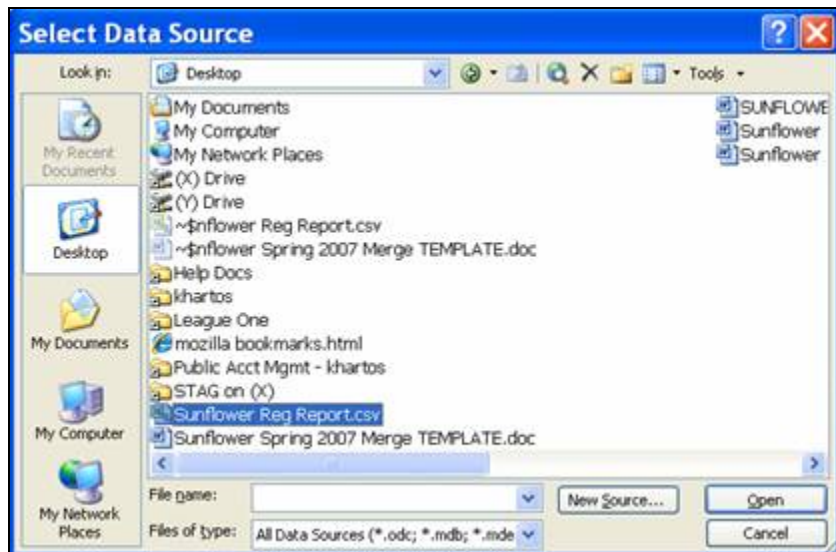 Select Data Source
Look in: Desktop Tools
My Recent Documents
Desktop
My Documents
My Computer
My Network Places
My Documents
My Computer
My Network Places
(X) Drive
(Y) Drive
~$nflower Reg Report.csv
~$nflower Spring 2007 Merge TEMPLATE.doc
Help Docs
khartos
League One
mozilla bookmarks.html
Public Acct Mgmt - khartos
STAG on (X)
Sunflower Reg Report.csv
Sunflower Spring 2007 Merge TEMPLATE.doc
SUNFLOWE
Sunflower
Sunflower
File name: New Source... Open
Files of type: All Data Sources (*.odc; *.mdb; *.mde Cancel